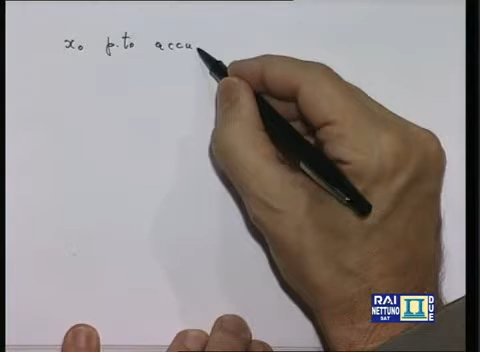 x₀ p.to accu
RAI
NETTUNO
SAT
DUE